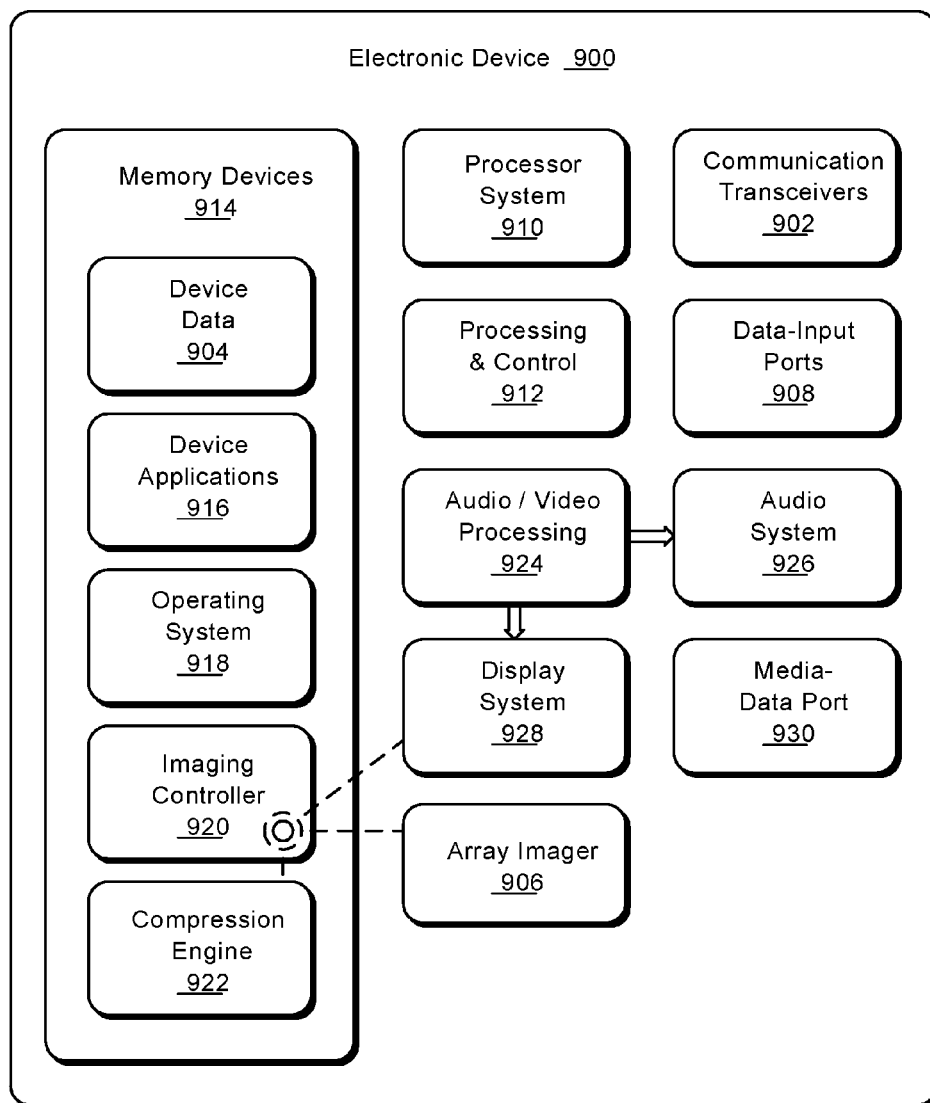 Electronic Device 900
Memory Devices
914
Device
Data
904
Device
Applications
916
Operating
System
918
Imaging
Controller
920
Compression
Engine
922
Processor
System
910
Communication
Transceivers
902
Processing
& Control
912
Data-Input
Ports
908
Audio / Video
Processing
924
Audio
System
926
Display
System
928
Media-
Data Port
930
Array Imager
906